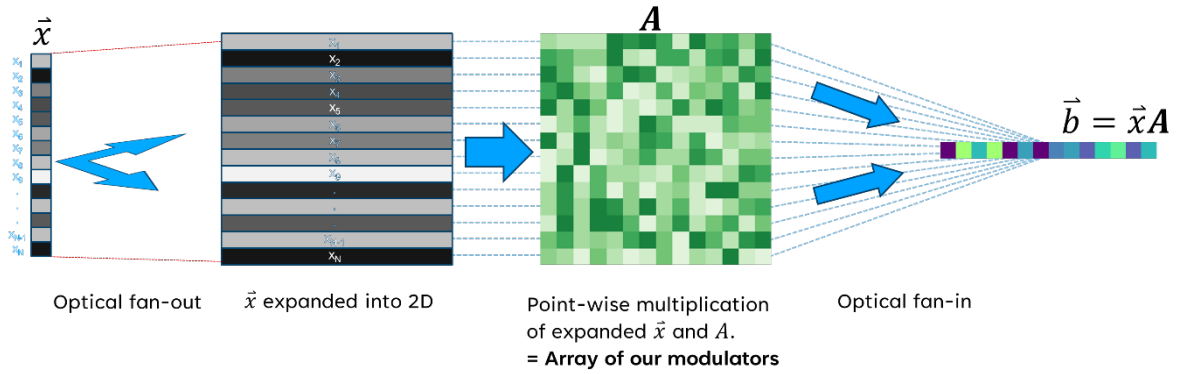 x⃗
A
x₁
x₂
x₃
x₄
x₅
x₆
x₇
x₈
x₉
.
.
.
xN-1
xN
x₁
x₂
x₃
x₄
x₅
x₆
x₇
x₈
x₉
.
.
.
xN-1
xN
b⃗ = x⃗A
Optical fan-out
x⃗ expanded into 2D
Point-wise multiplication
of expanded x⃗ and A.
= Array of our modulators
Optical fan-in